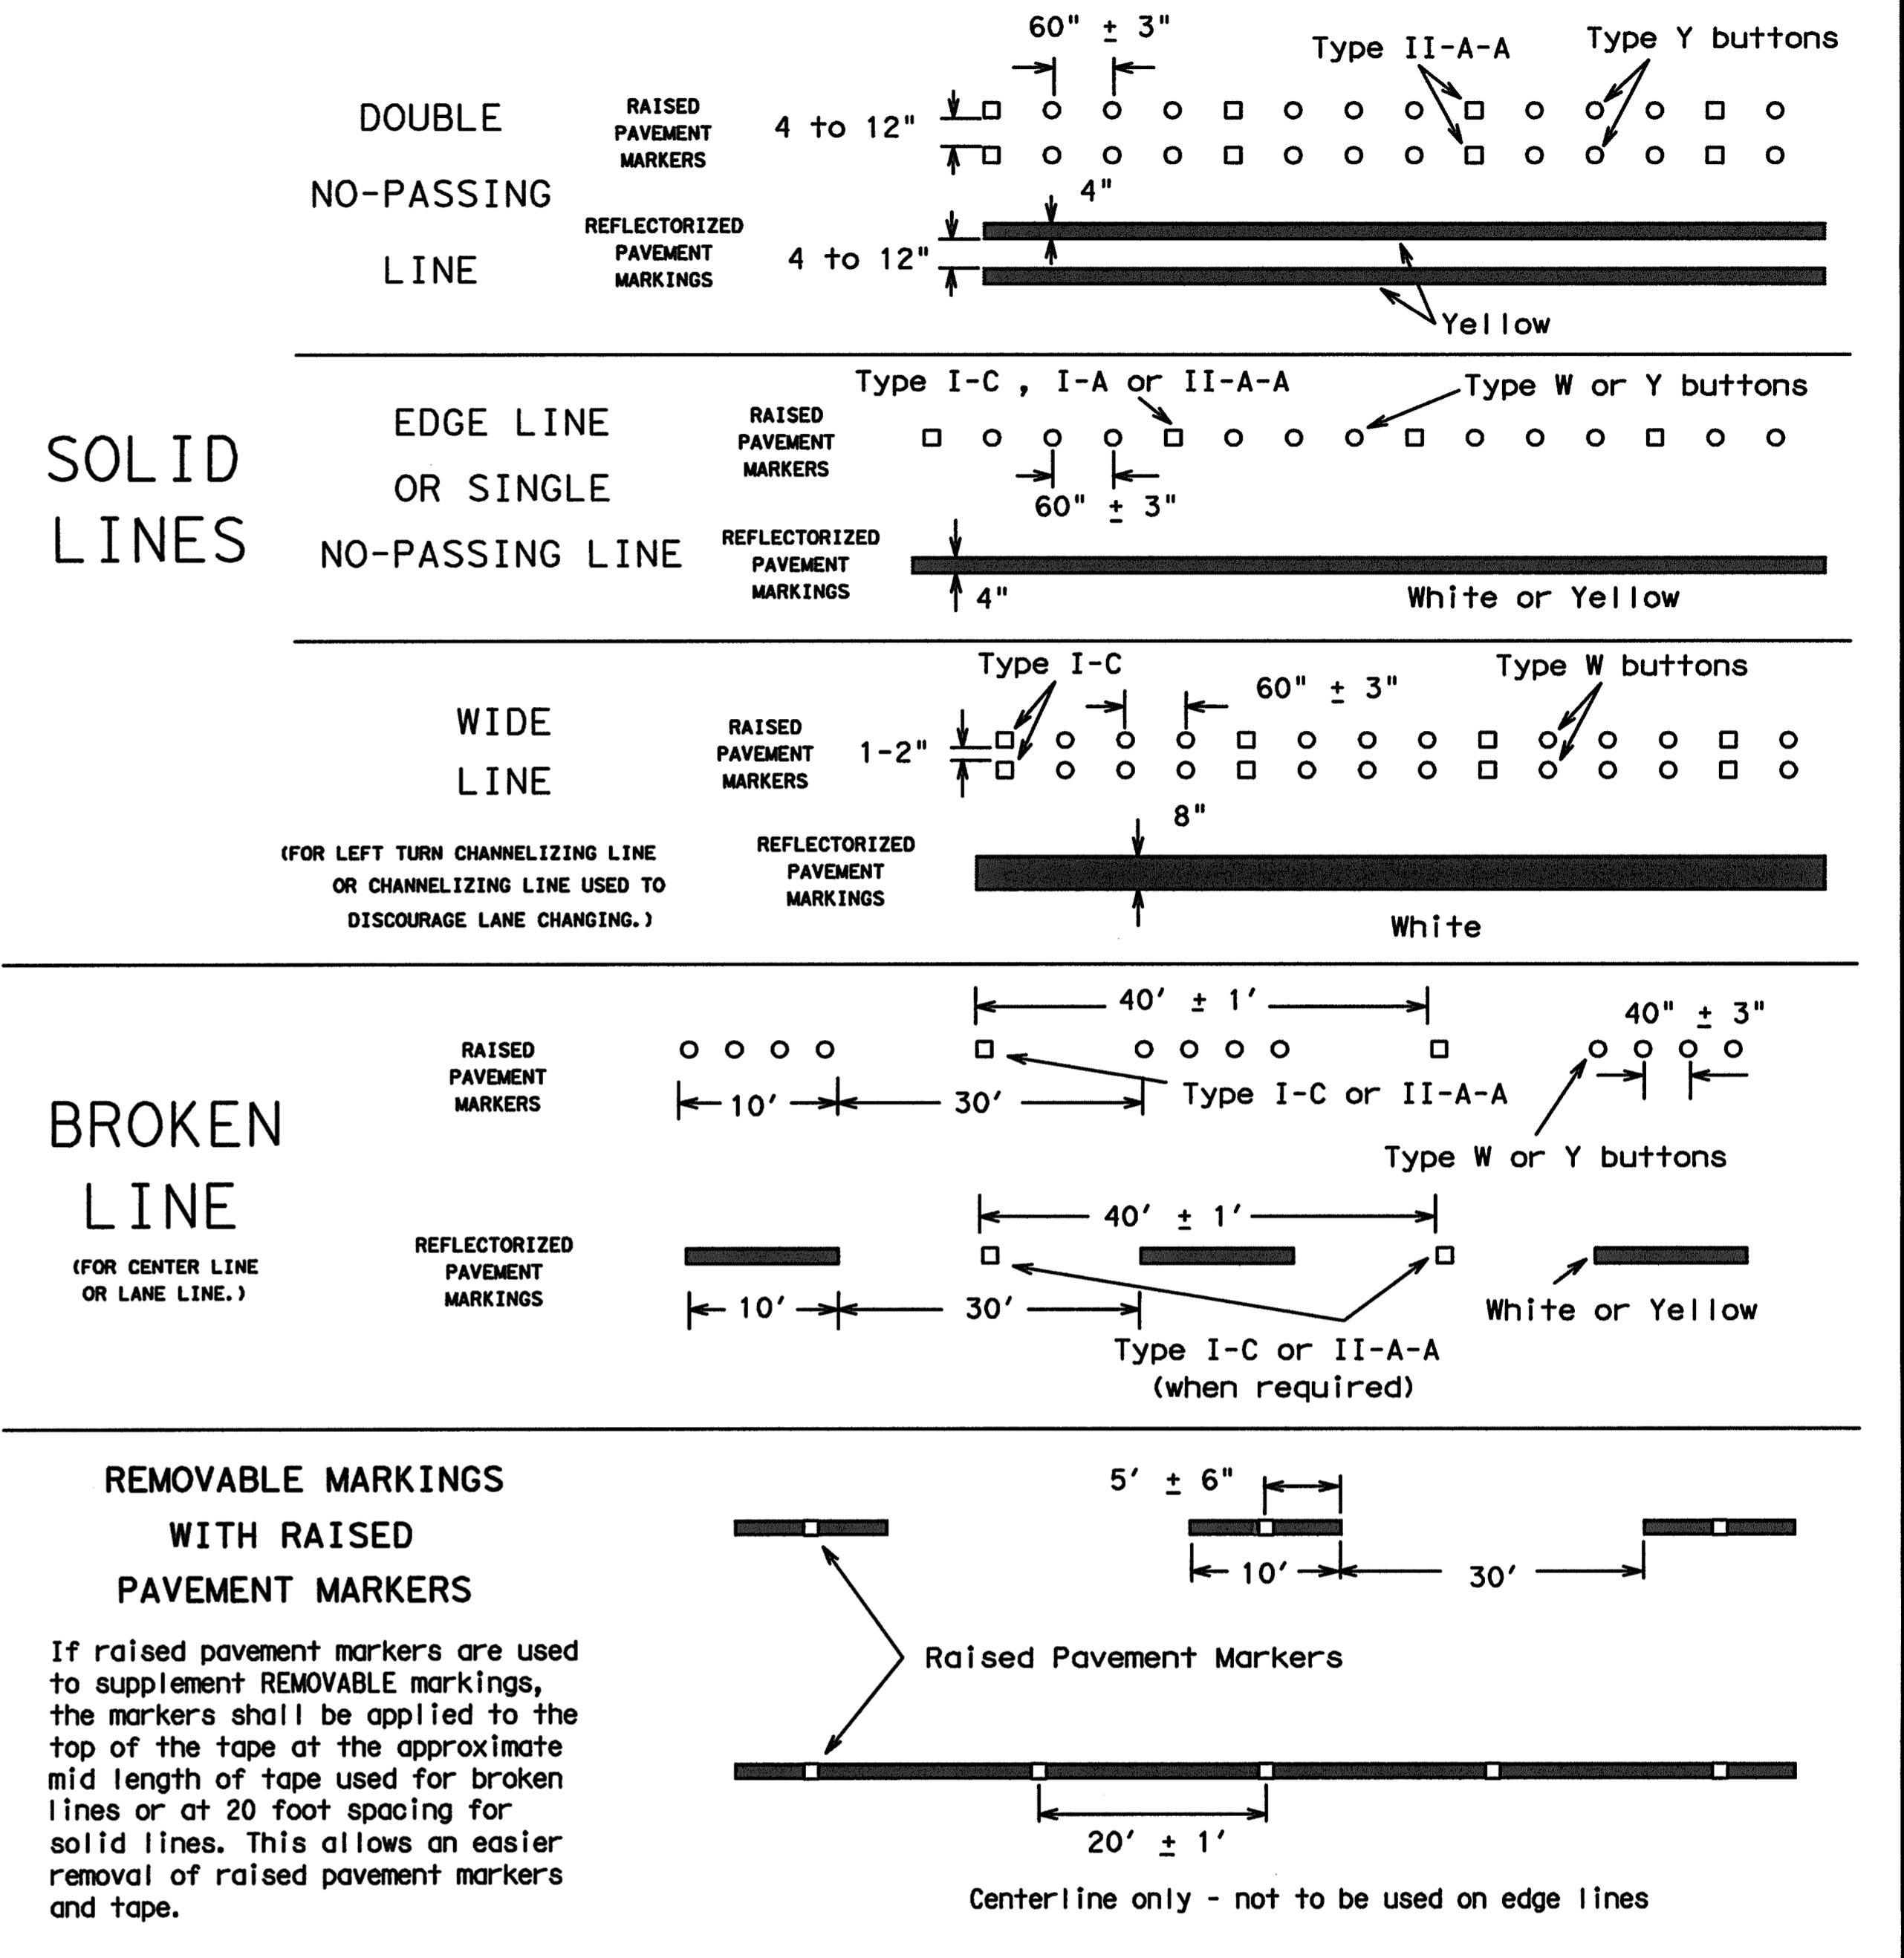 SOLID
LINES
DOUBLE
NO-PASSING
LINE
RAISED
PAVEMENT
MARKERS
4 to 12"
60" ± 3"
Type II-A-A
Type Y buttons
REFLECTORIZED
PAVEMENT
MARKINGS
4 to 12"
4"
Yellow
EDGE LINE
OR SINGLE
NO-PASSING LINE
RAISED
PAVEMENT
MARKERS
Type I-C , I-A or II-A-A
Type W or Y buttons
60" ± 3"
REFLECTORIZED
PAVEMENT
MARKINGS
4"
White or Yellow
WIDE
LINE
(FOR LEFT TURN CHANNELIZING LINE
OR CHANNELIZING LINE USED TO
DISCOURAGE LANE CHANGING.)
RAISED
PAVEMENT
MARKERS
1-2"
Type I-C
60" ± 3"
Type W buttons
REFLECTORIZED
PAVEMENT
MARKINGS
8"
White
BROKEN
LINE
(FOR CENTER LINE
OR LANE LINE.)
RAISED
PAVEMENT
MARKERS
40' ± 1'
40" ± 3"
10'
30'
Type I-C or II-A-A
Type W or Y buttons
REFLECTORIZED
PAVEMENT
MARKINGS
40' ± 1'
10'
30'
White or Yellow
Type I-C or II-A-A
(when required)
REMOVABLE MARKINGS
WITH RAISED
PAVEMENT MARKERS
If raised pavement markers are used
to supplement REMOVABLE markings,
the markers shall be applied to the
top of the tape at the approximate
mid length of tape used for broken
lines or at 20 foot spacing for
solid lines. This allows an easier
removal of raised pavement markers
and tape.
5' ± 6"
10'
30'
Raised Pavement Markers
20' ± 1'
Centerline only - not to be used on edge lines